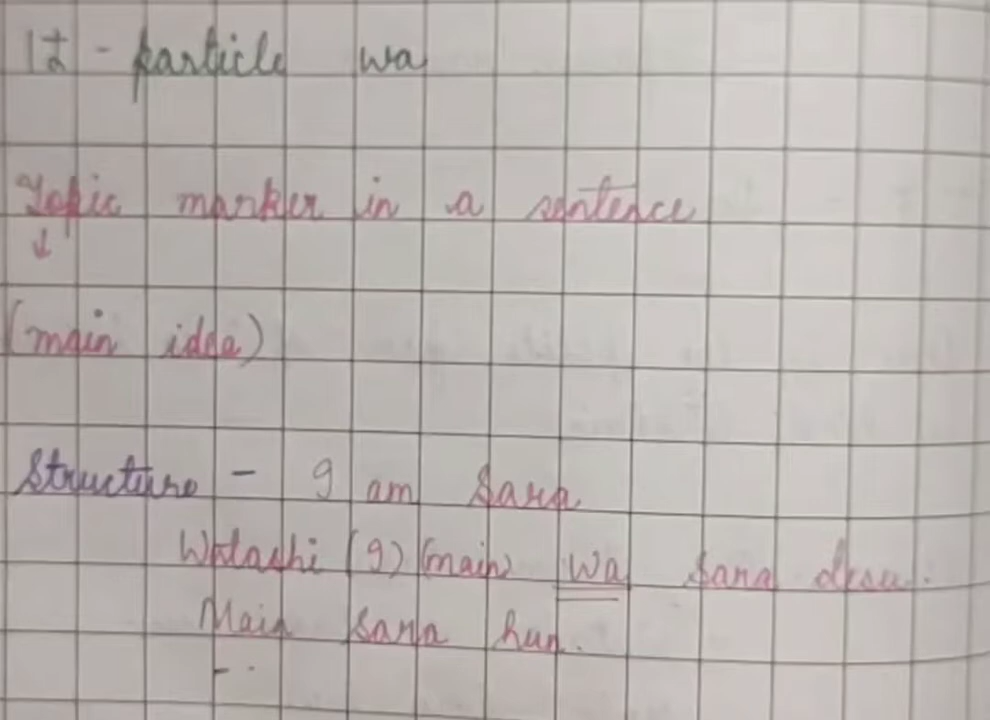 は - particle wa
Topic marker in a sentence
↓
(main idea)
Structure - I am Sara
Watashi (I) (main) wa Sara desu.
Main Sara hun.